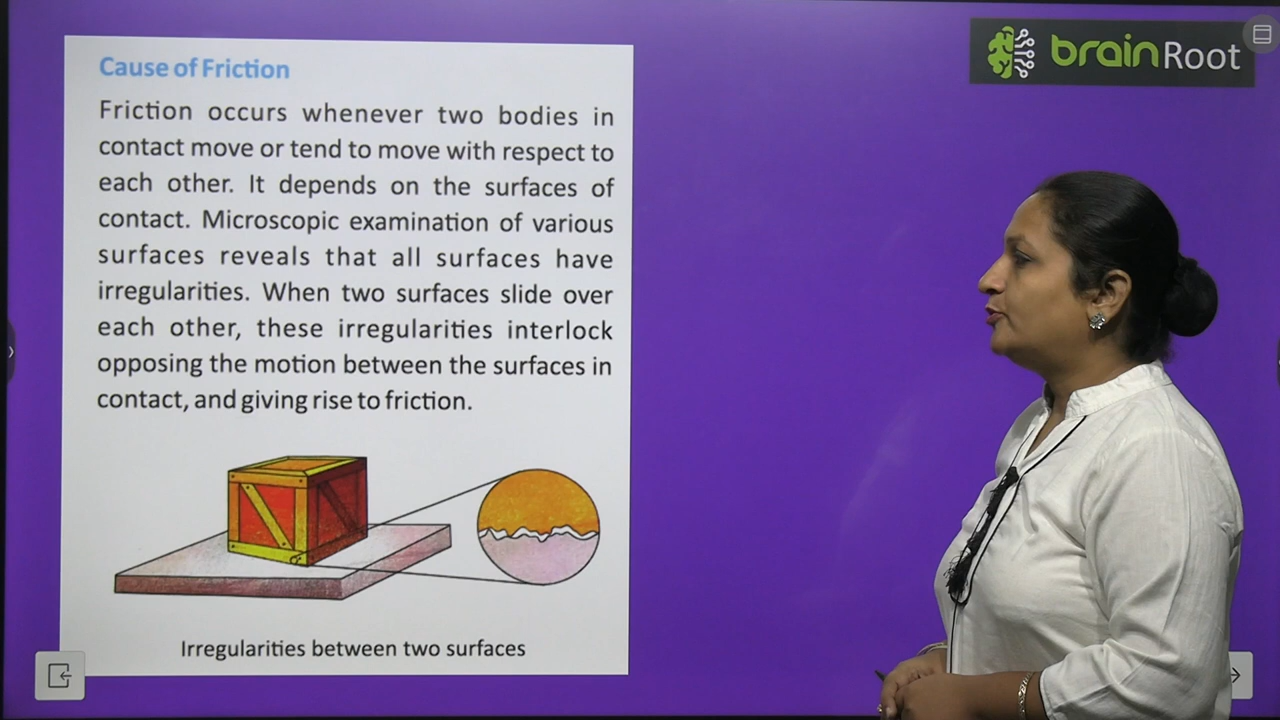 Cause of Friction
Friction occurs whenever two bodies in
contact move or tend to move with respect to
each other. It depends on the surfaces of
contact. Microscopic examination of various
surfaces reveals that all surfaces have
irregularities. When two surfaces slide over
each other, these irregularities interlock
opposing the motion between the surfaces in
contact, and giving rise to friction.
Irregularities between two surfaces
brainRoot